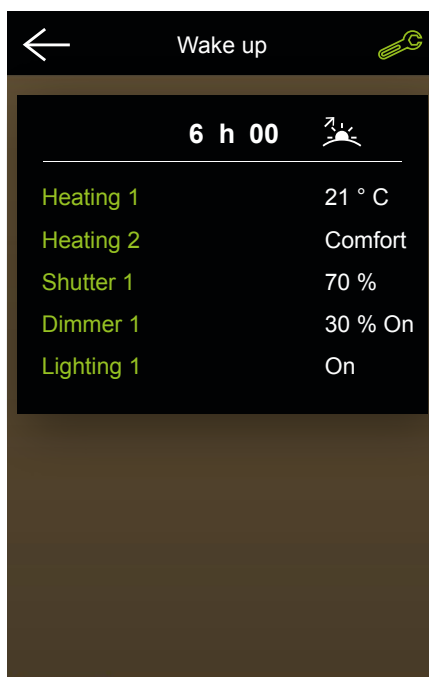 Wake up
6 h 00
Heating 1 21 ° C
Heating 2 Comfort
Shutter 1 70 %
Dimmer 1 30 % On
Lighting 1 On